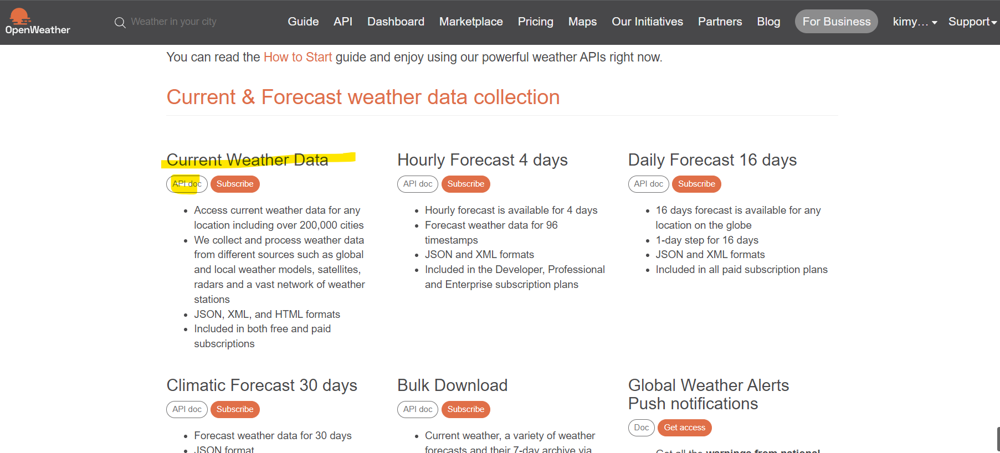 OpenWeather
Weather in your city
Guide API Dashboard Marketplace Pricing Maps Our Initiatives Partners Blog For Business kimy... Support
You can read the How to Start guide and enjoy using our powerful weather APIs right now.
Current & Forecast weather data collection
Current Weather Data
API doc Subscribe
Access current weather data for any
location including over 200,000 cities
We collect and process weather data
from different sources such as global
and local weather models, satellites,
radars and a vast network of weather
stations
JSON, XML, and HTML formats
Included in both free and paid
subscriptions
Hourly Forecast 4 days
API doc Subscribe
Hourly forecast is available for 4 days
Forecast weather data for 96
timestamps
JSON and XML formats
Included in the Developer, Professional
and Enterprise subscription plans
Daily Forecast 16 days
API doc Subscribe
16 days forecast is available for any
location on the globe
1-day step for 16 days
JSON and XML formats
Included in all paid subscription plans
Climatic Forecast 30 days
API doc Subscribe
Forecast weather data for 30 days
JSON format
Bulk Download
API doc Subscribe
Current weather, a variety of weather
forecasts and their 7-day archive via
Global Weather Alerts
Push notifications
Doc Get access
Get all the warnings from national